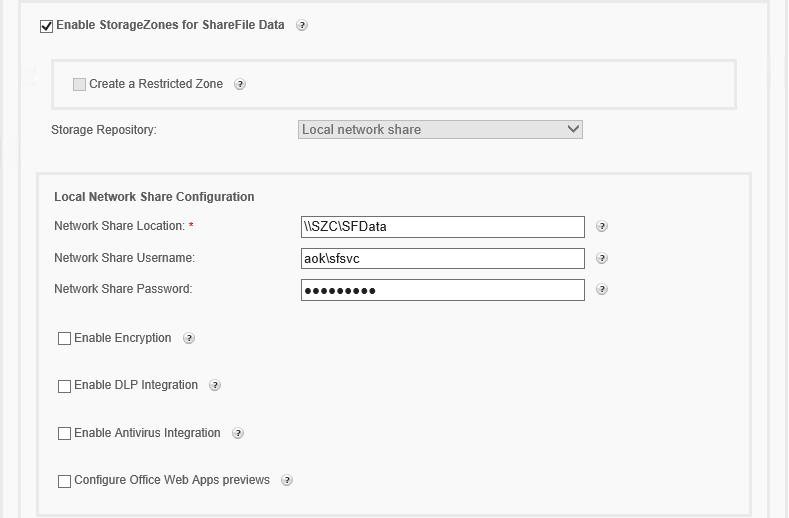 Enable StorageZones for ShareFile Data ?
Create a Restricted Zone ?
Storage Repository: Local network share
Local Network Share Configuration
Network Share Location: * \\SZC\SFData ?
Network Share Username: aok\sfsvc ?
Network Share Password: ●●●●●●●●● ?
Enable Encryption ?
Enable DLP Integration ?
Enable Antivirus Integration ?
Configure Office Web Apps previews ?